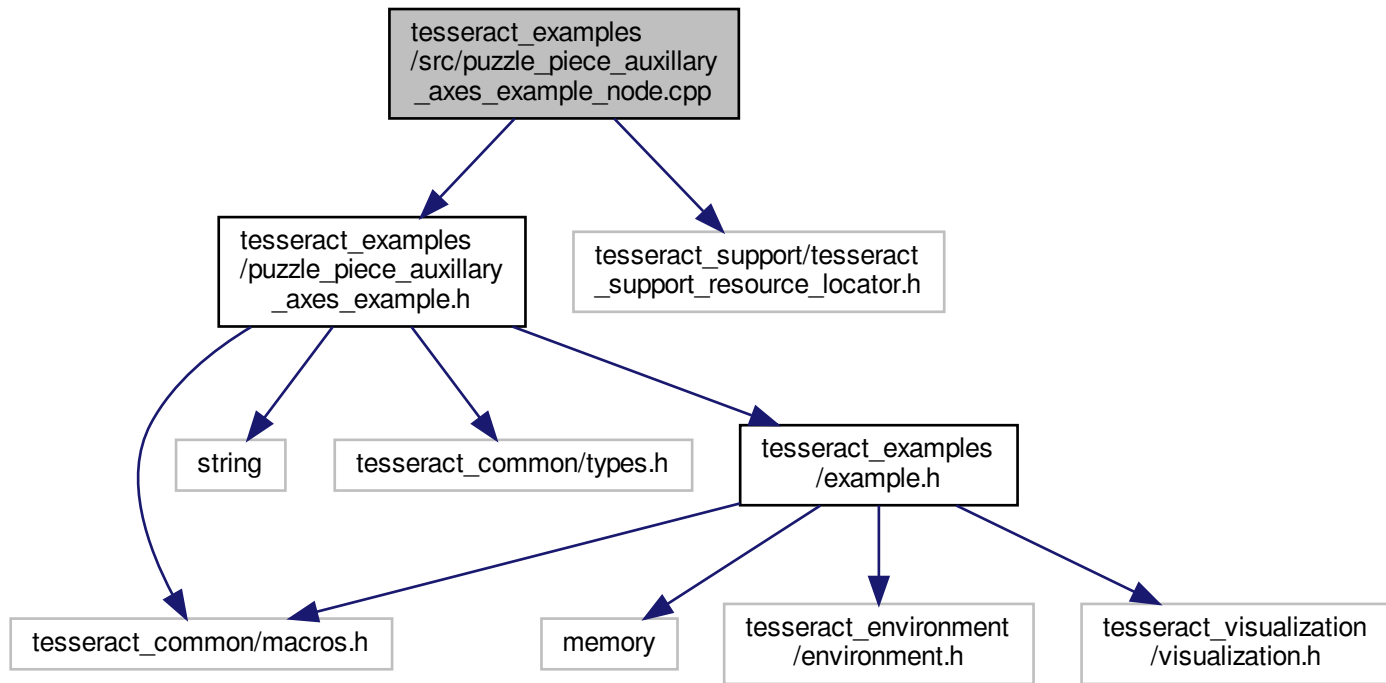 tesseract_examples
/src/puzzle_piece_auxillary
_axes_example_node.cpp
tesseract_examples
/puzzle_piece_auxillary
_axes_example.h
tesseract_support/tesseract
_support_resource_locator.h
string
tesseract_common/types.h
tesseract_examples
/example.h
tesseract_common/macros.h
memory
tesseract_environment
/environment.h
tesseract_visualization
/visualization.h